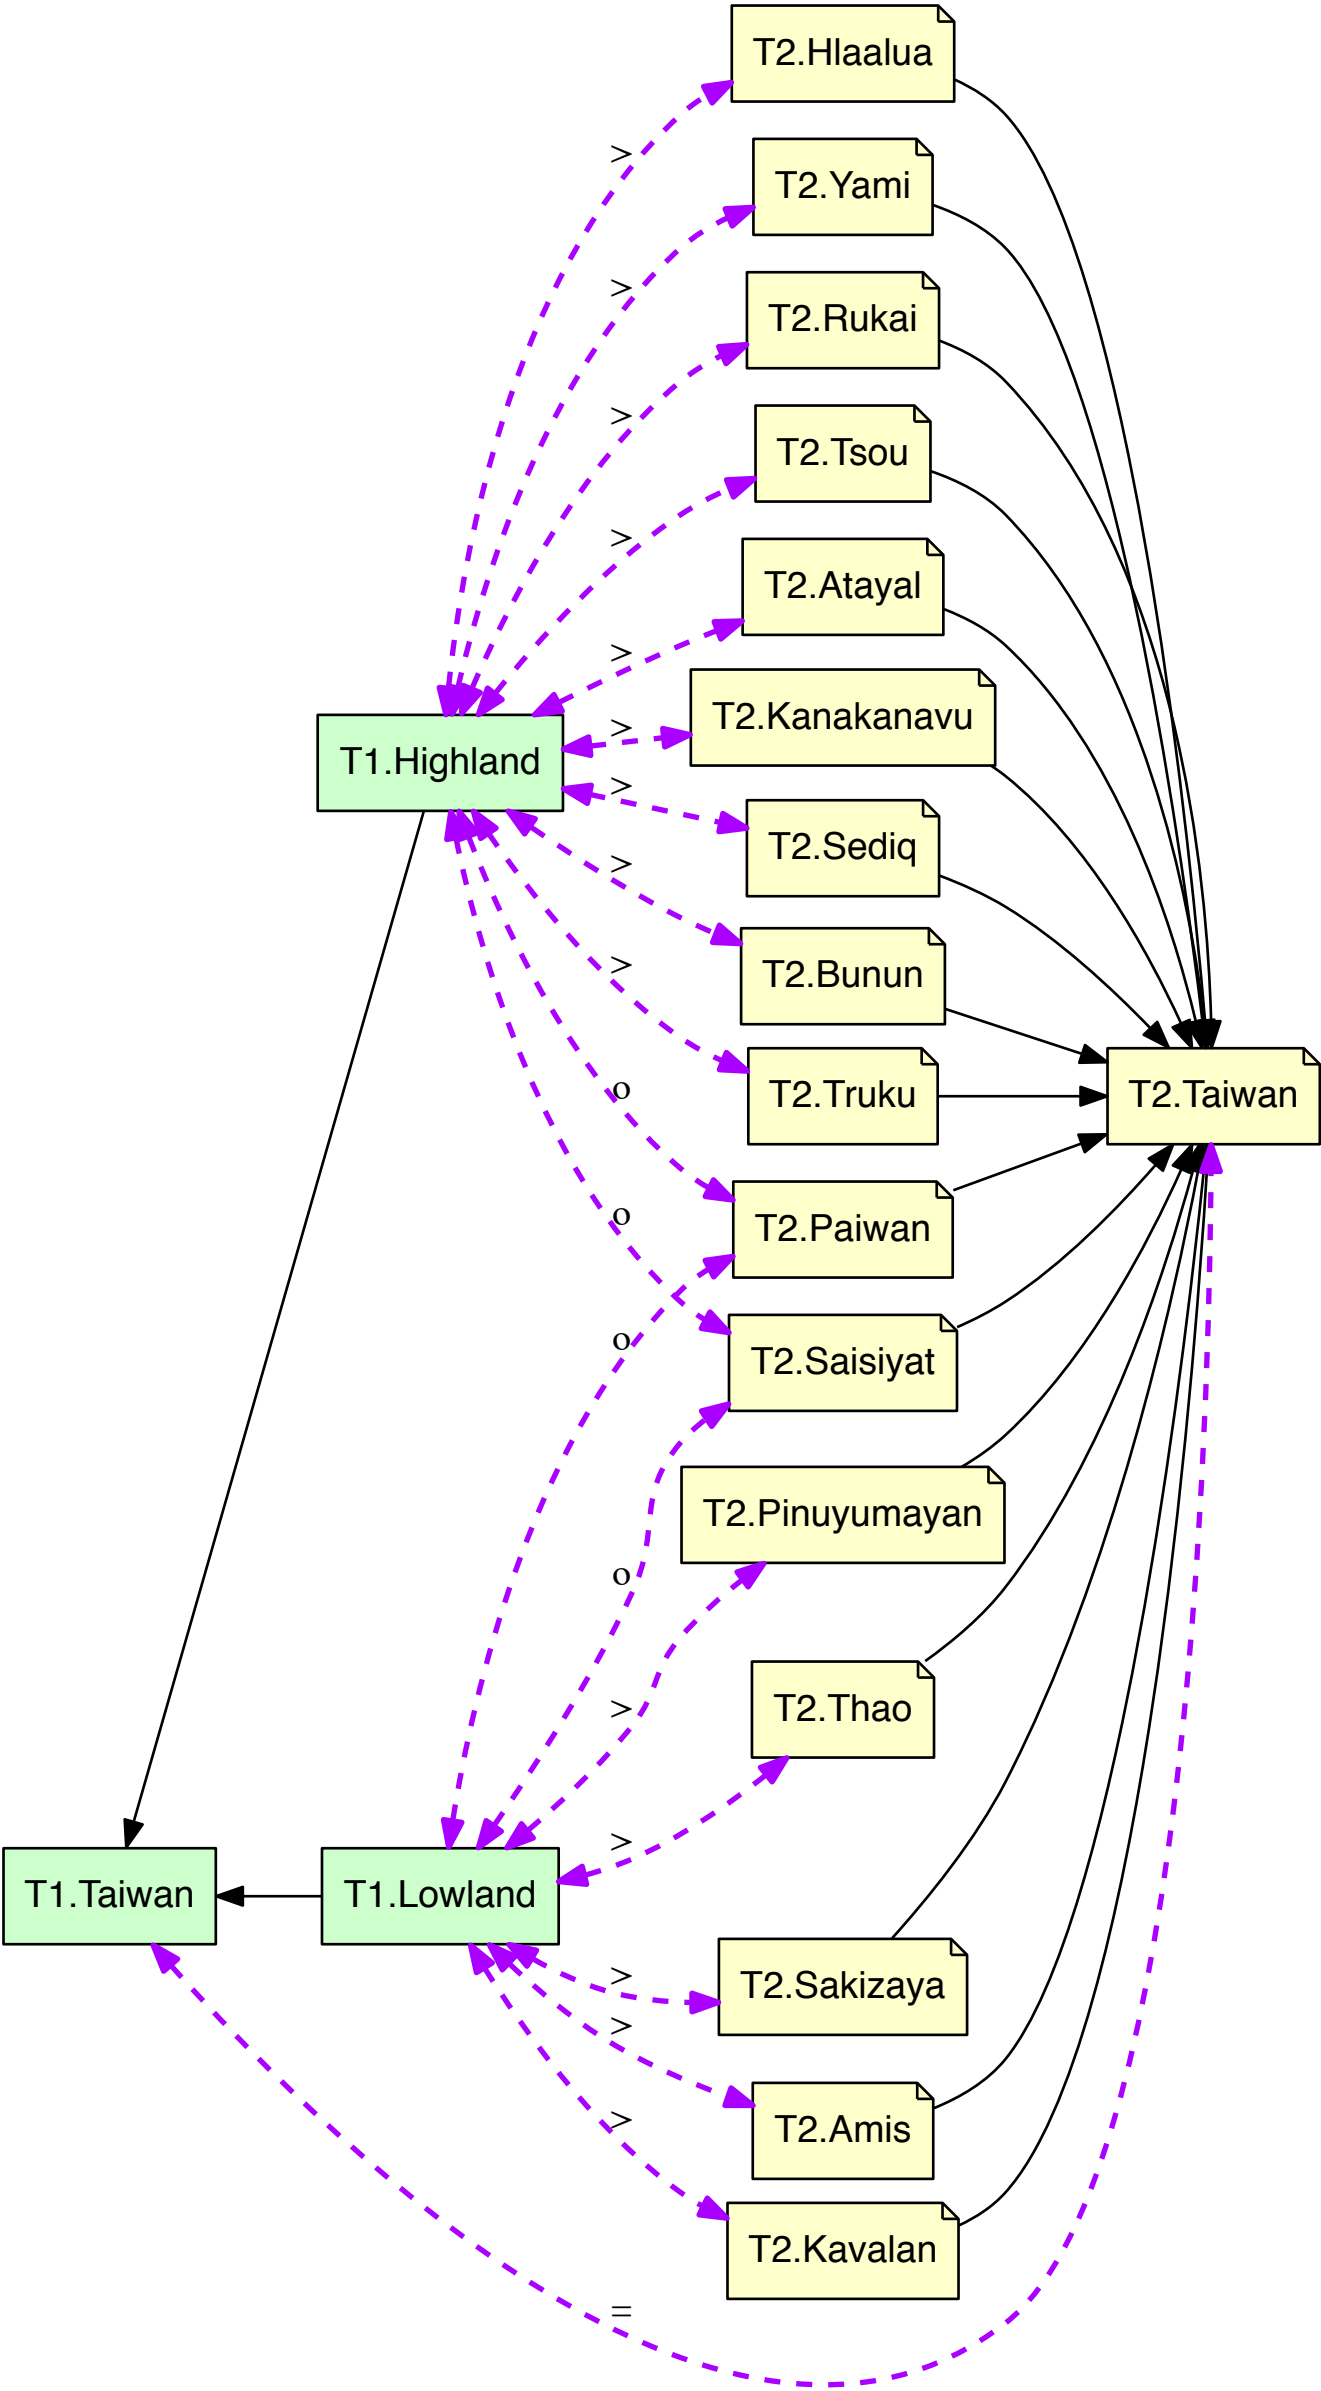 T2.Hlaalua
>
T2.Yami
>
T2.Rukai
>
T2.Tsou
>
T2.Atayal
>
T2.Kanakanavu
>
T1.Highland
>
T2.Sediq
>
T2.Bunun
>
T2.Truku
o
T2.Taiwan
T2.Paiwan
o
o
T2.Saisiyat
T2.Pinuyumayan
o
>
T2.Thao
>
T1.Taiwan
T1.Lowland
>
T2.Sakizaya
>
T2.Amis
>
T2.Kavalan
=